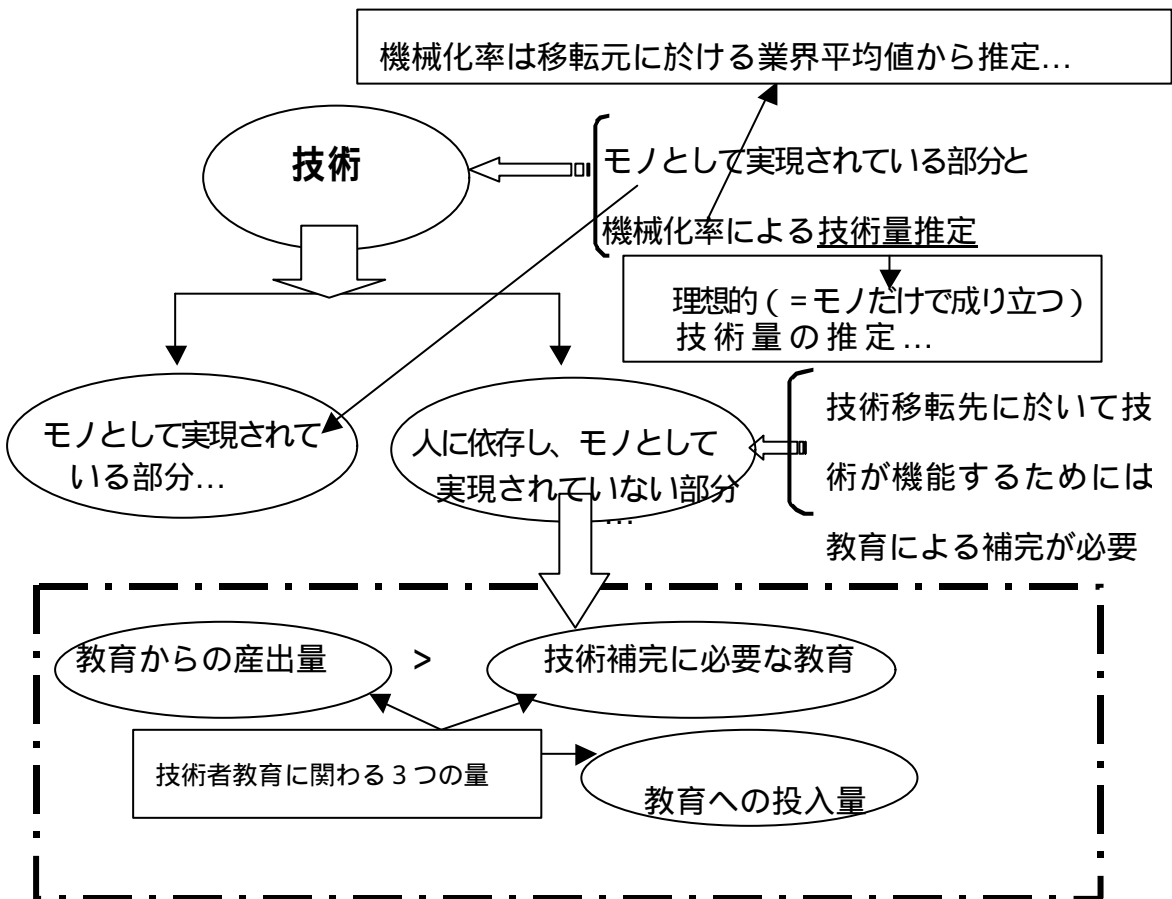 機械化率は移転元に於ける業界平均値から推定…
技術
モノとして実現されている部分と
機械化率による技術量推定
理想的(=モノだけで成り立つ)
技術量の推定…
モノとして実現されて
いる部分…
人に依存し、モノとして
実現されていない部分
…
技術移転先に於いて技
術が機能するためには
教育による補完が必要
教育からの産出量
>
技術補完に必要な教育
技術者教育に関わる3つの量
教育への投入量